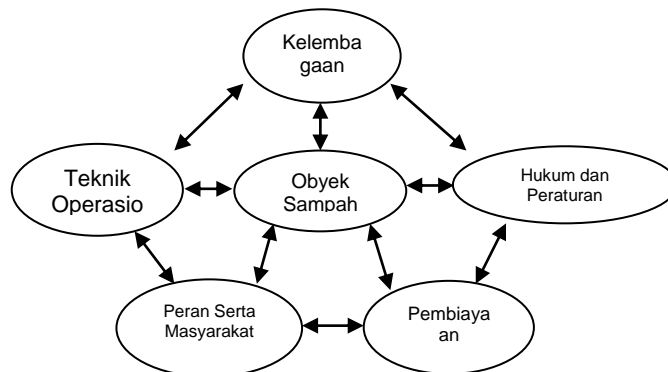 Kelemba
gaan
Teknik
Operasio
Obyek
Sampah
Hukum dan
Peraturan
Peran Serta
Masyarakat
Pembiaya
an